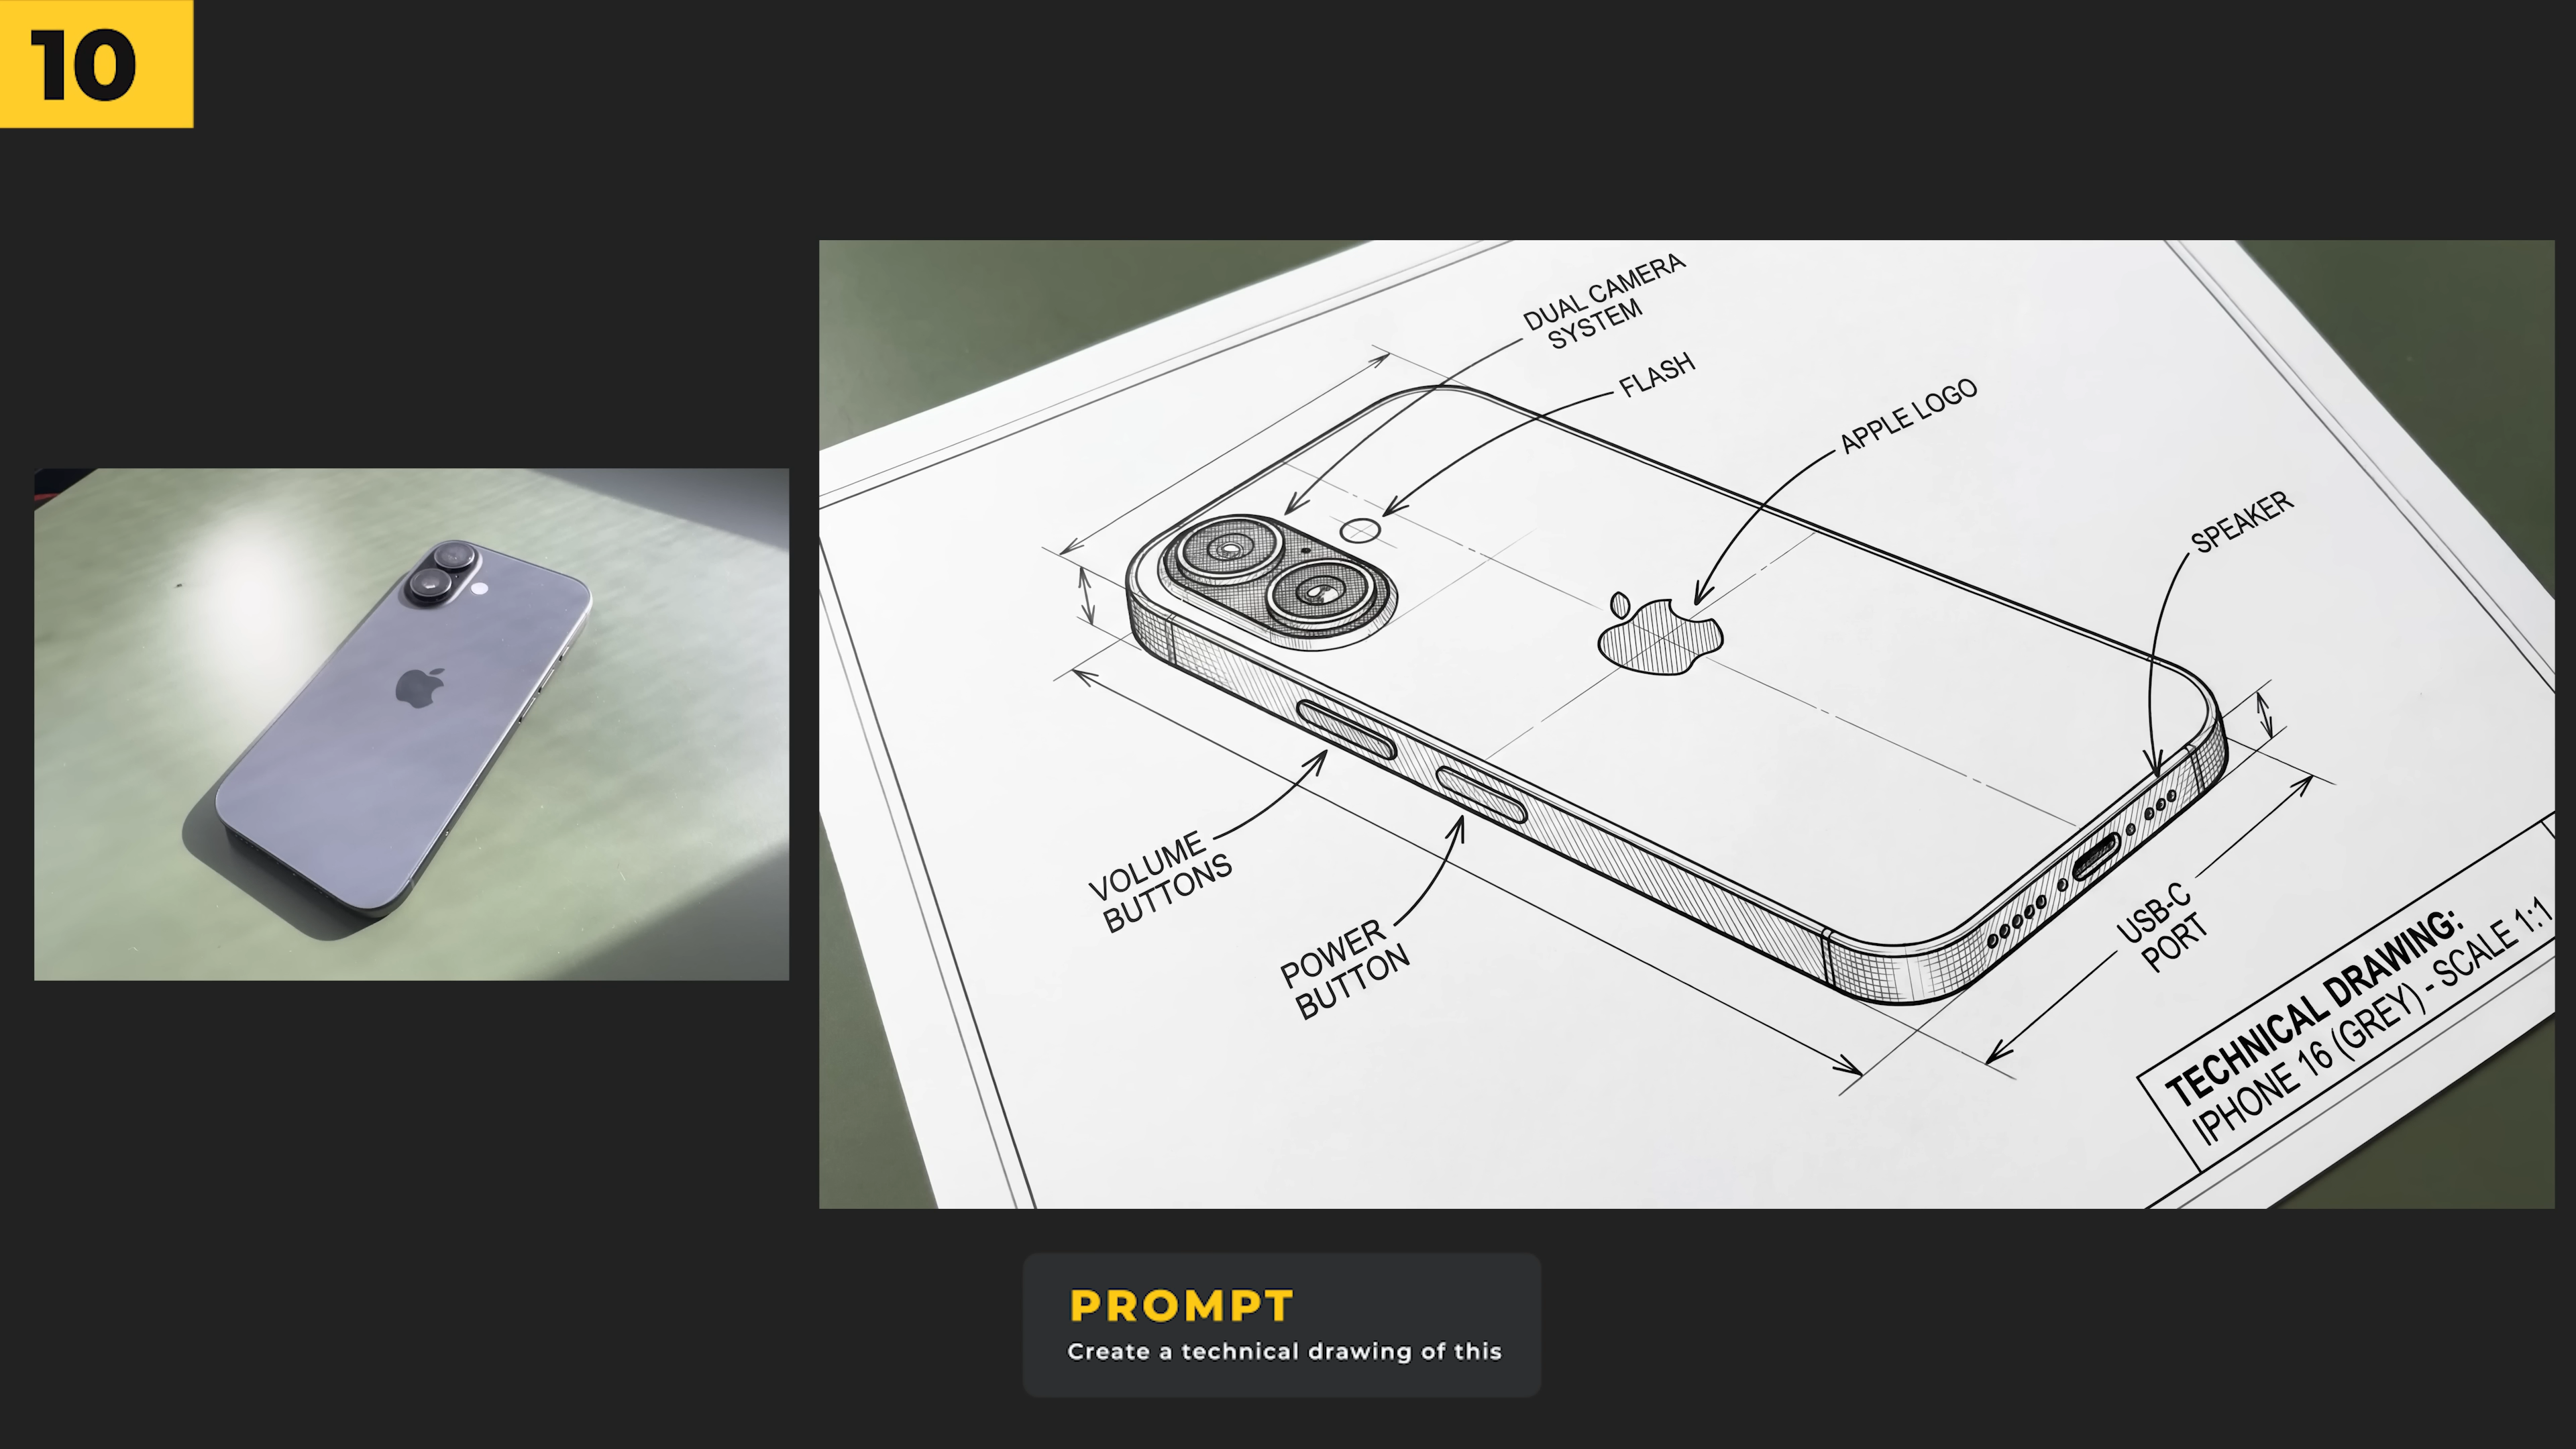 10
DUAL CAMERA
SYSTEM
FLASH
APPLE LOGO
SPEAKER
VOLUME
BUTTONS
POWER
BUTTON
USB-C
PORT
TECHNICAL DRAWING:
IPHONE 16 (GREY) - SCALE 1:1
PROMPT
Create a technical drawing of this